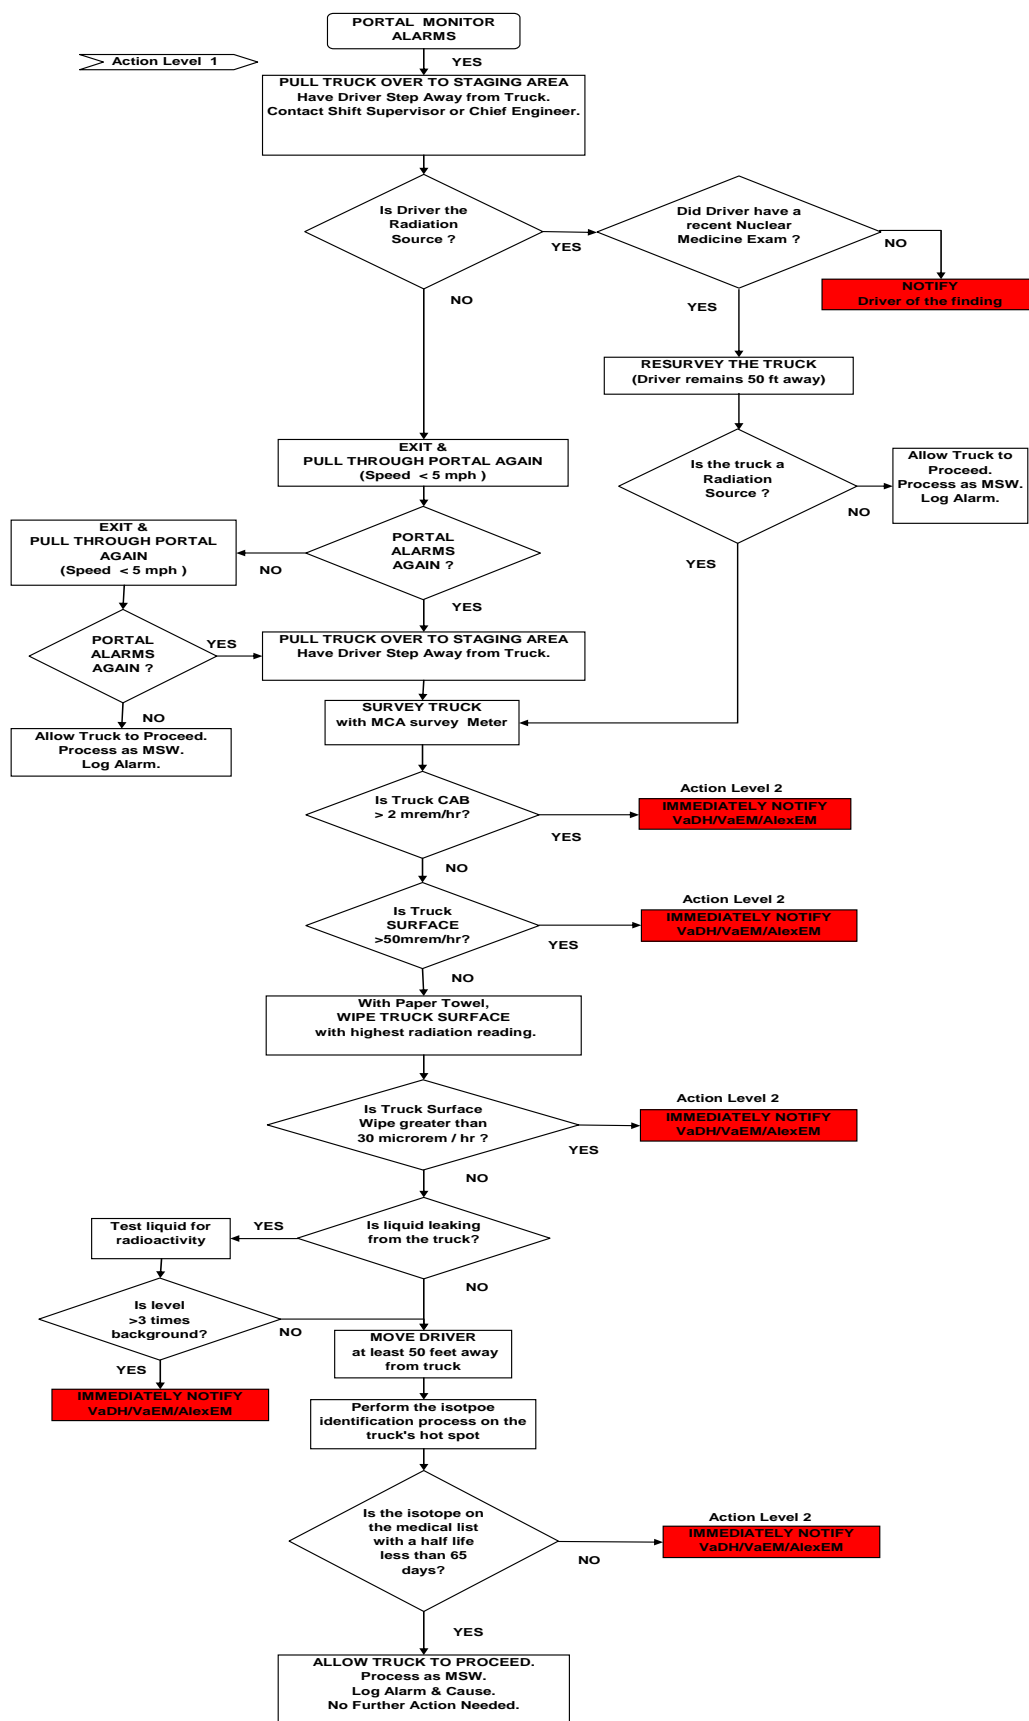 PORTAL MONITOR
ALARMS
Action Level 1
YES
PULL TRUCK OVER TO STAGING AREA
Have Driver Step Away from Truck.
Contact Shift Supervisor or Chief Engineer.
Is Driver the
Radiation
Source ?
YES
NO
Did Driver have a
recent Nuclear
Medicine Exam ?
NO
YES
NOTIFY
Driver of the finding
RESURVEY THE TRUCK
(Driver remains 50 ft away)
EXIT &
PULL THROUGH PORTAL AGAIN
(Speed < 5 mph )
Is the truck a
Radiation
Source ?
NO
YES
Allow Truck to
Proceed.
Process as MSW.
Log Alarm.
PORTAL
ALARMS
AGAIN ?
NO
YES
EXIT &
PULL THROUGH PORTAL
AGAIN
(Speed < 5 mph )
PORTAL
ALARMS
AGAIN ?
YES
NO
PULL TRUCK OVER TO STAGING AREA
Have Driver Step Away from Truck.
Allow Truck to Proceed.
Process as MSW.
Log Alarm.
SURVEY TRUCK
with MCA survey Meter
Is Truck CAB
> 2 mrem/hr?
YES
NO
Action Level 2
IMMEDIATELY NOTIFY
VaDH/VaEM/AlexEM
Is Truck
SURFACE
>50mrem/hr?
YES
NO
Action Level 2
IMMEDIATELY NOTIFY
VaDH/VaEM/AlexEM
With Paper Towel,
WIPE TRUCK SURFACE
with highest radiation reading.
Is Truck Surface
Wipe greater than
30 microrem / hr ?
YES
NO
Action Level 2
IMMEDIATELY NOTIFY
VaDH/VaEM/AlexEM
Is liquid leaking
from the truck?
YES
NO
Test liquid for
radioactivity
Is level
>3 times
background?
NO
YES
IMMEDIATELY NOTIFY
VaDH/VaEM/AlexEM
MOVE DRIVER
at least 50 feet away
from truck
Perform the isotpoe
identification process on the
truck's hot spot
Is the isotope on
the medical list
with a half life
less than 65
days?
NO
YES
Action Level 2
IMMEDIATELY NOTIFY
VaDH/VaEM/AlexEM
ALLOW TRUCK TO PROCEED.
Process as MSW.
Log Alarm & Cause.
No Further Action Needed.